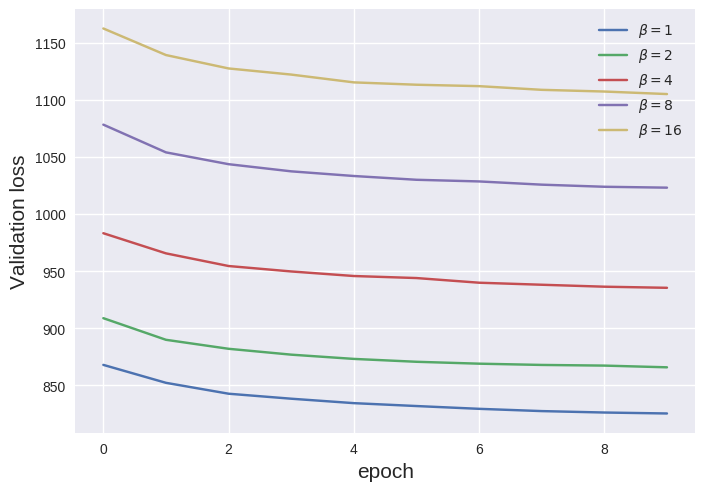 1150
1100
1050
1000
950
900
850
0
2
4
6
8
Validation loss
epoch
β = 1
β = 2
β = 4
β = 8
β = 16